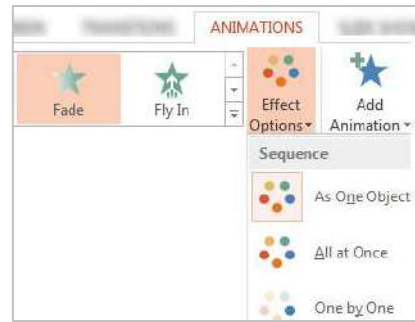 ANIMATIONS
Fade
Fly In
Effect
Options
Add
Animation
Sequence
As One Object
All at Once
One by One